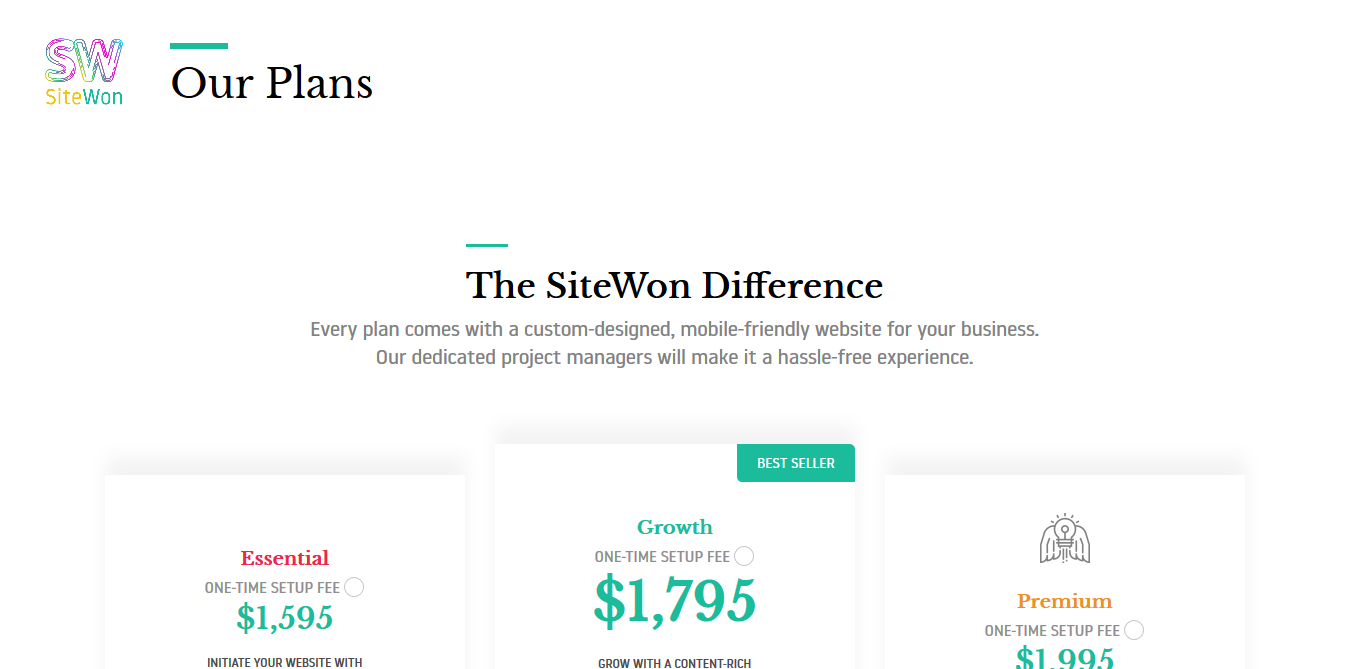 SW
SiteWon
Our Plans
The SiteWon Difference
Every plan comes with a custom-designed, mobile-friendly website for your business.
Our dedicated project managers will make it a hassle-free experience.
Essential
ONE-TIME SETUP FEE
$1,595
INITIATE YOUR WEBSITE WITH
BEST SELLER
Growth
ONE-TIME SETUP FEE
$1,795
GROW WITH A CONTENT-RICH
Premium
ONE-TIME SETUP FEE
$1,995